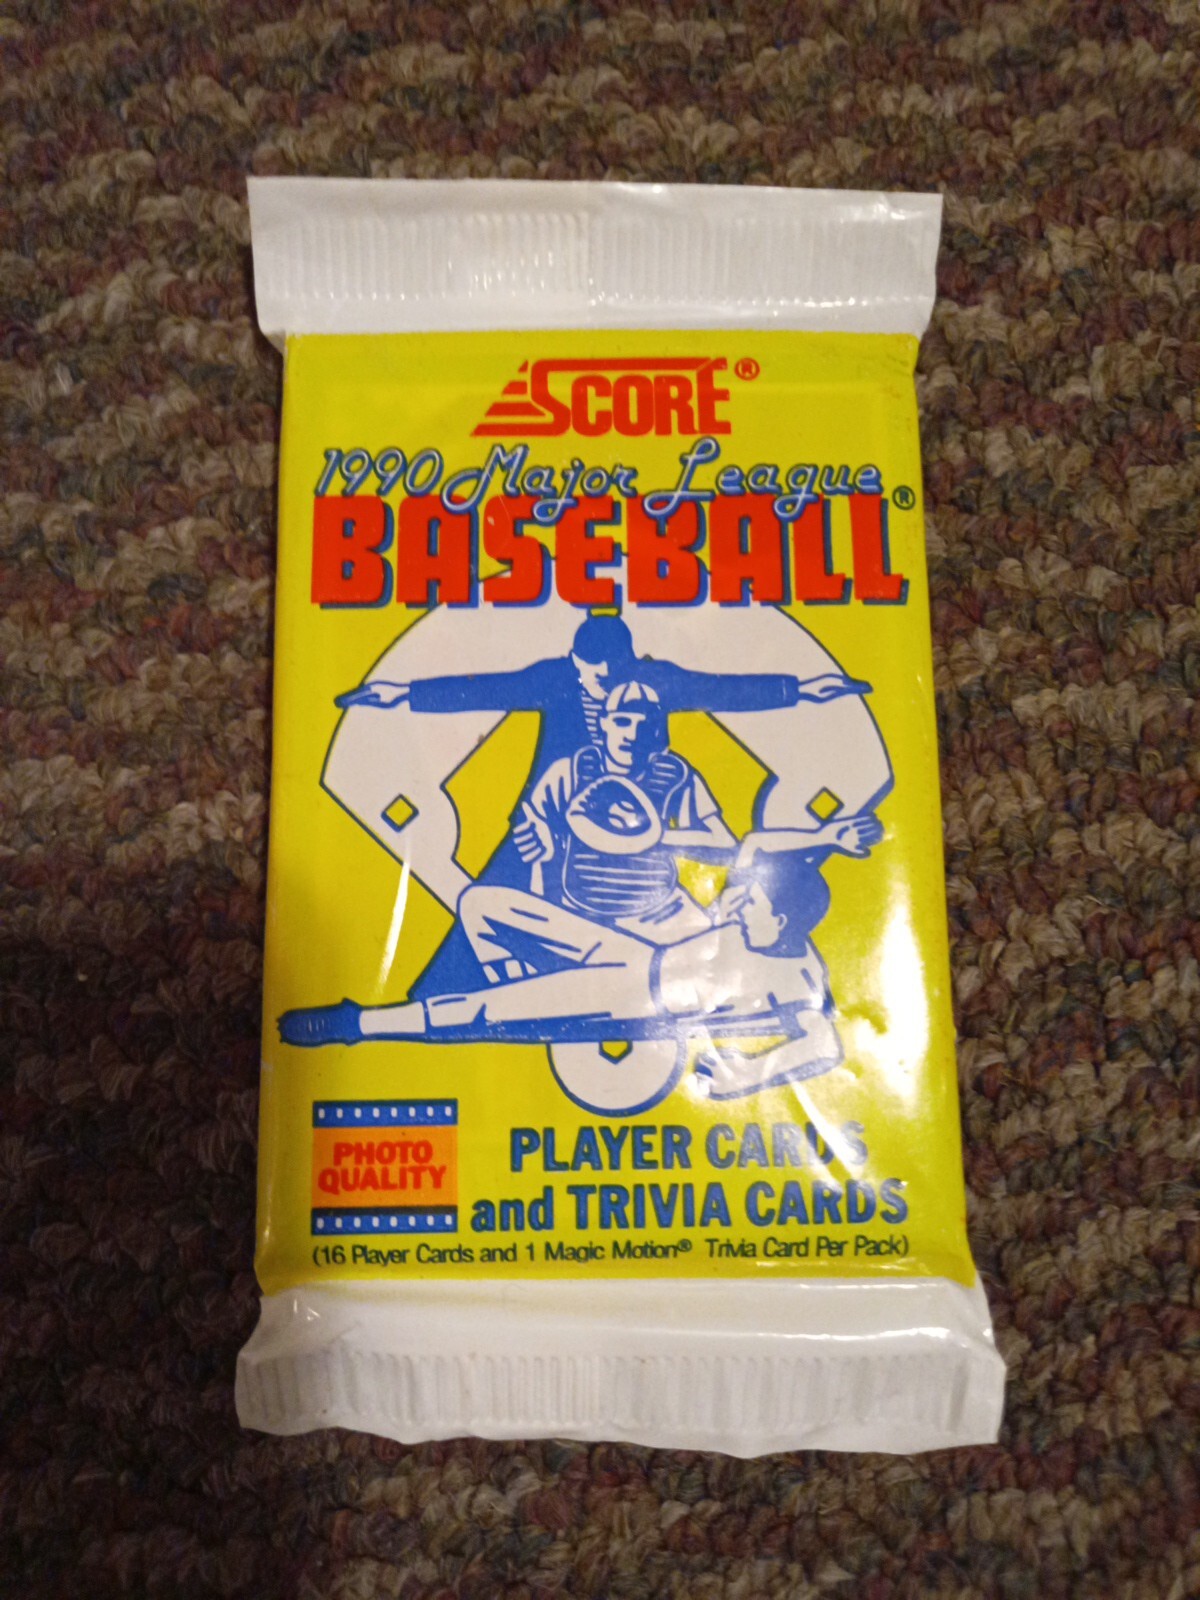 SCORE®
1990 Major League
BASEBALL®
PHOTO
QUALITY
PLAYER CARDS
and TRIVIA CARDS
(16 Player Cards and 1 Magic Motion® Trivia Card Per Pack)